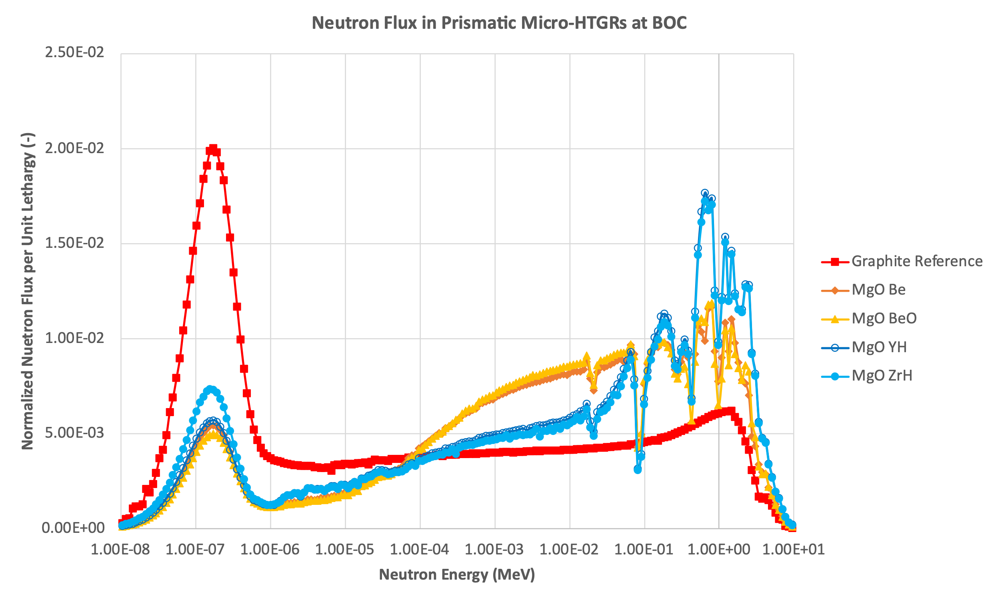 Neutron Flux in Prismatic Micro-HTGRs at BOC
Normalized Nuetron Flux per Unit Lethargy (-)
2.50E-02
2.00E-02
1.50E-02
1.00E-02
5.00E-03
0.00E+00
1.00E-08 1.00E-07 1.00E-06 1.00E-05 1.00E-04 1.00E-03 1.00E-02 1.00E-01 1.00E+00 1.00E+01
Neutron Energy (MeV)
Graphite Reference
MgO Be
MgO BeO
MgO YH
MgO ZrH